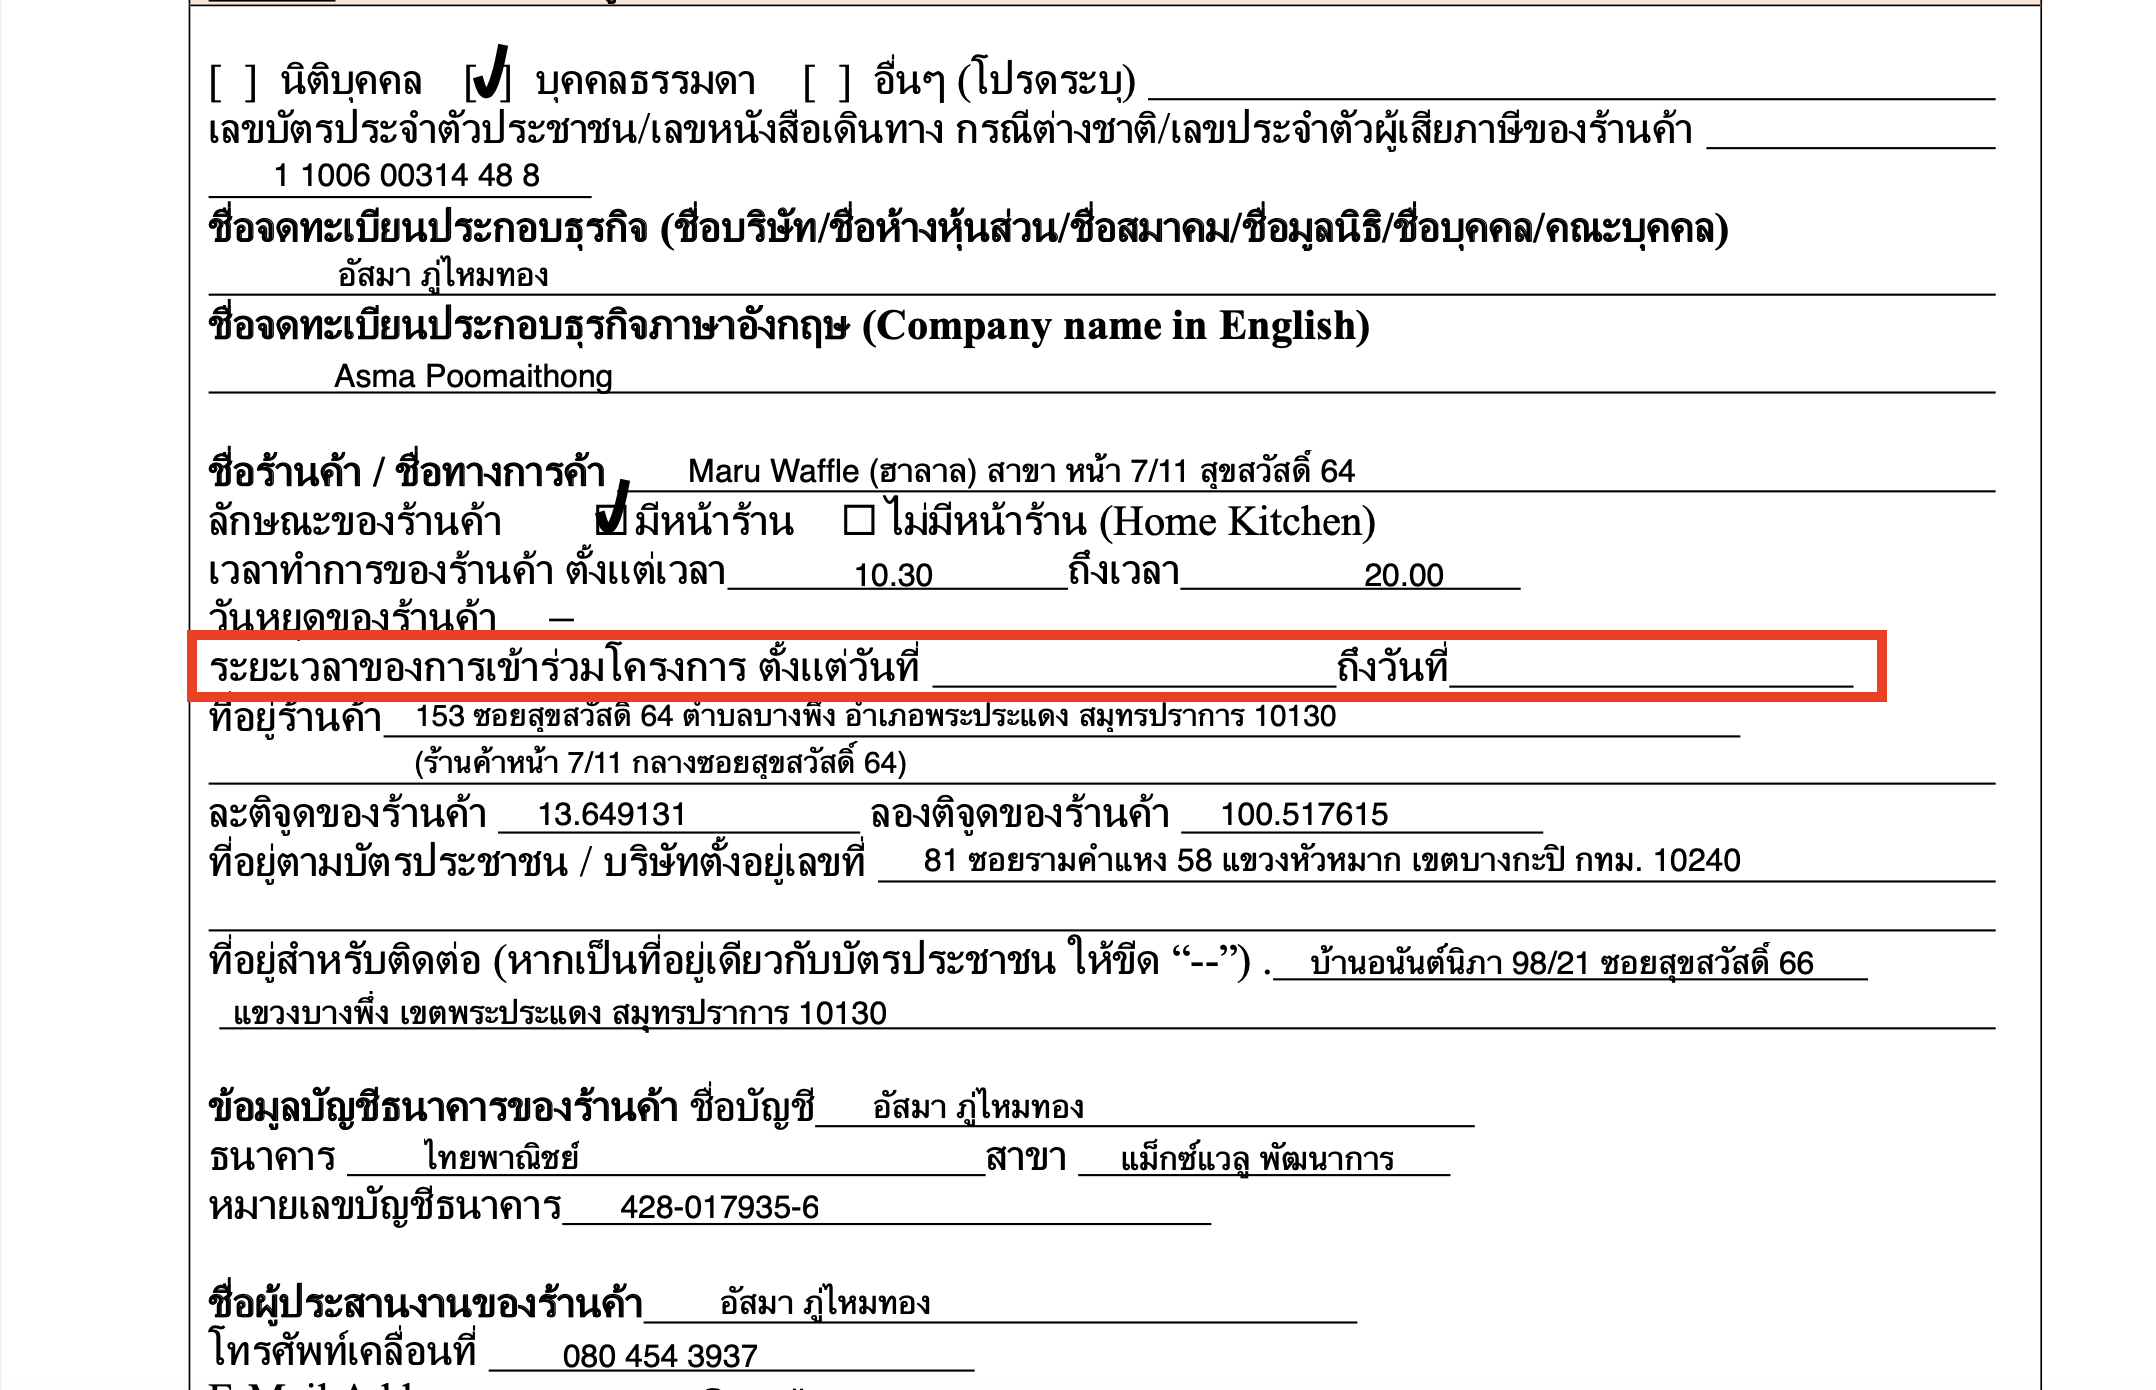 [ ] นิติบุคคล [✓] บุคคลธรรมดา [ ] อื่นๆ (โปรดระบุ)
เลขบัตรประจำตัวประชาชน/เลขหนังสือเดินทาง กรณีต่างชาติ/เลขประจำตัวผู้เสียภาษีของร้านค้า
1 1006 00314 48 8
ชื่อจดทะเบียนประกอบธุรกิจ (ชื่อบริษัท/ชื่อห้างหุ้นส่วน/ชื่อสมาคม/ชื่อมูลนิธิ/ชื่อบุคคล/คณะบุคคล)
อัสมา ภู่ไหมทอง
ชื่อจดทะเบียนประกอบธุรกิจภาษาอังกฤษ (Company name in English)
Asma Poomaithong
ชื่อร้านค้า / ชื่อทางการค้า Maru Waffle (ฮาลาล) สาขา หน้า 7/11 สุขสวัสดิ์ 64
ลักษณะของร้านค้า ☑ มีหน้าร้าน ☐ ไม่มีหน้าร้าน (Home Kitchen)
เวลาทำการของร้านค้า ตั้งแต่เวลา 10.30 ถึงเวลา 20.00
วันหยุดของร้านค้า –
ระยะเวลาของการเข้าร่วมโครงการ ตั้งแต่วันที่ ถึงวันที่
ที่อยู่ร้านค้า 153 ซอยสุขสวัสดิ์ 64 ตำบลบางพึ่ง อำเภอพระประแดง สมุทรปราการ 10130
(ร้านค้าหน้า 7/11 กลางซอยสุขสวัสดิ์ 64)
ละติจูดของร้านค้า 13.649131 ลองติจูดของร้านค้า 100.517615
ที่อยู่ตามบัตรประชาชน / บริษัทตั้งอยู่เลขที่ 81 ซอยรามคำแหง 58 แขวงหัวหมาก เขตบางกะปิ กทม. 10240
ที่อยู่สำหรับติดต่อ (หากเป็นที่อยู่เดียวกับบัตรประชาชน ให้ขีด “--”) . บ้านอนันต์นิภา 98/21 ซอยสุขสวัสดิ์ 66
แขวงบางพึ่ง เขตพระประแดง สมุทรปราการ 10130
ข้อมูลบัญชีธนาคารของร้านค้า ชื่อบัญชี อัสมา ภู่ไหมทอง
ธนาคาร ไทยพาณิชย์ สาขา แม็กซ์แวลู พัฒนาการ
หมายเลขบัญชีธนาคาร 428-017935-6
ชื่อผู้ประสานงานของร้านค้า อัสมา ภู่ไหมทอง
โทรศัพท์เคลื่อนที่ 080 454 3937